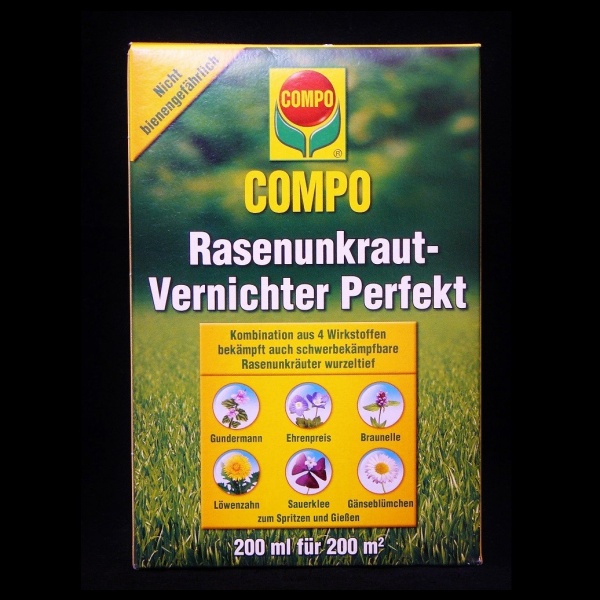 Nicht
bienengefährlich
COMPO
®
COMPO
Rasenunkraut-
Vernichter Perfekt
Kombination aus 4 Wirkstoffen
bekämpft auch schwerbekämpfbare
Rasenunkräuter wurzeltief
Gundermann Ehrenpreis Braunelle
Löwenzahn Sauerklee Gänseblümchen
zum Spritzen und Gießen
200 ml für 200 m²